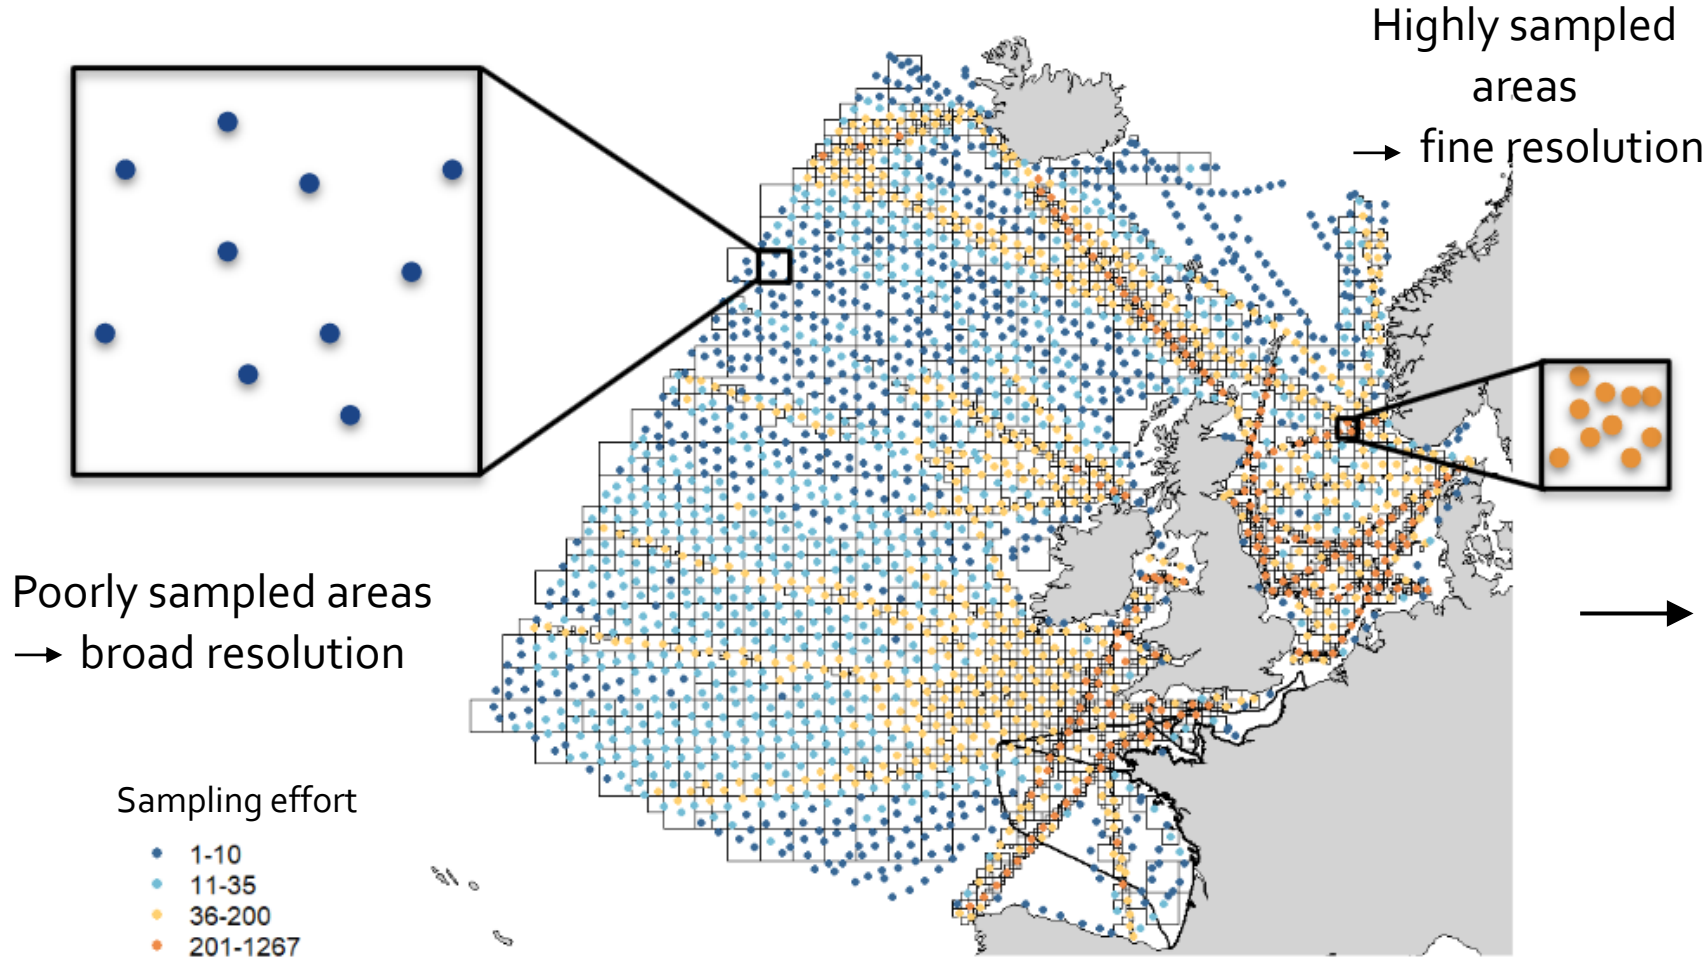 Highly sampled
areas
→ fine resolution
Poorly sampled areas
→ broad resolution
Sampling effort
1-10
11-35
36-200
201-1267